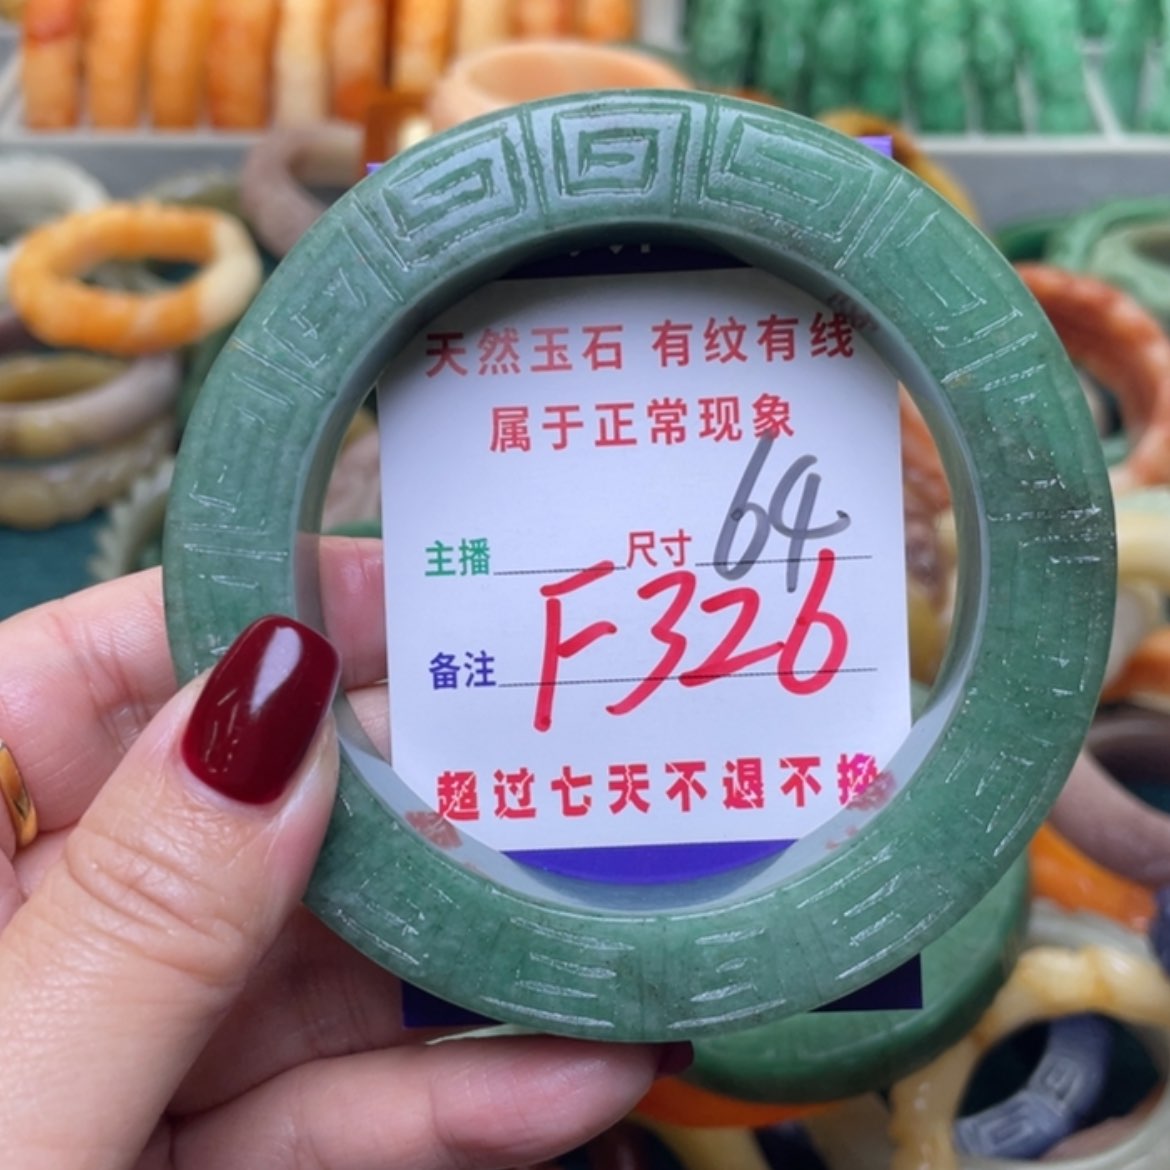 天然玉石 有纹有线
属于正常现象
主播 尺寸 64
备注 F326
超过七天不退不换